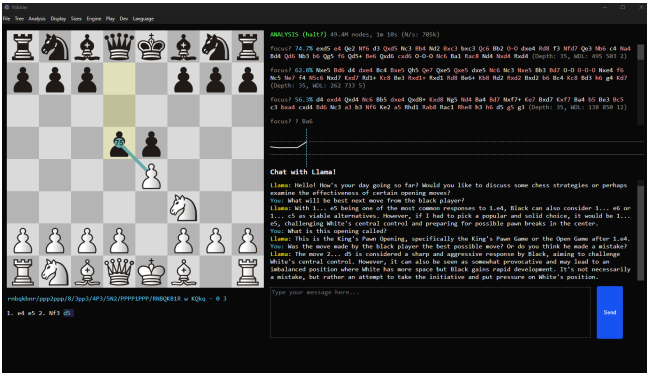 Nibbler
File Tree Analysis Display Sizes Engine Play Dev Language
ANALYSIS (halt?) 49.4M nodes, 1m 10s (N/s: 705k)
focus? 74.7% exd5 e4 Qe2 Nf6 d3 Qxd5 Nc3 Bb4 Nd2 Bxc3 bxc3 Qc6 Bb2 O-O dxe4 Rd8 f3 Nfd7 Qe3 Nb6 c4 Na4
Bd4 Qd6 Nb3 b6 Qg5 f6 Qd5+ Be6 Qxd6 cxd6 O-O-O Nc6 Ba1 Rac8 Nd4 Nxd4 Rxd4 (Depth: 35, WDL: 495 503 2)
focus? 62.8% Nxe5 Bd6 d4 dxe4 Bc4 Bxe5 Qh5 Qe7 Qxe5 Qxe5 dxe5 Nc6 Nc3 Nxe5 Bb3 Bd7 O-O O-O-O Nxe4 f6
Nc5 Ne7 f4 N5c6 Nxd7 Kxd7 Rd1+ Kc8 Be3 Rxd1+ Rxd1 Rd8 Be6+ Kb8 Rd2 Rxd2 Bxd2 b6 Bc4 Kc8 Bd3 h6 g4 Kd7
(Depth: 35, WDL: 262 733 5)
focus? 56.3% d4 exd4 Qxd4 Nc6 Bb5 dxe4 Qxd8+ Kxd8 Ng5 Nd4 Ba4 Bd7 Nxf7+ Ke7 Bxd7 Kxf7 Ba4 b5 Be3 Bc5
c3 bxa4 cxd4 Bd6 Nc3 a3 b3 Nf6 Ke2 a5 Rhd1 Rab8 Rac1 Rhe8 h3 h6 d5 g5 g3 (Depth: 35, WDL: 138 850 12)
focus? ? Ba6
Chat with Llama!
Llama: Hello! How's your day going so far? Would you like to discuss some chess strategies or perhaps
examine the effectiveness of certain opening moves?
You: What will be best next move from the black player?
Llama: With 1... e5 being one of the most common responses to 1.e4, Black can also consider 1... e6 or
1... c5 as viable alternatives. However, if I had to pick a popular and solid choice, it would be 1...
e5, challenging White's central control and preparing for possible pawn breaks in the center.
You: What is this opening called?
Llama: This is the King's Pawn Opening, specifically the King's Pawn Game or the Open Game after 1.e4.
You: Was the move made by the black player the best possible move? Or do you think he made a mistake?
Llama: The move 2... d5 is considered a sharp and aggressive response by Black, aiming to challenge
White's central control. However, it can also be seen as somewhat provocative and may lead to an
imbalanced position where White has more space but Black gains rapid development. It's not necessarily
a mistake, but rather an attempt to take the initiative and put pressure on White's position.
Type your message here...
Send
rnbqkbnr/ppp2ppp/8/3pp3/4P3/5N2/PPPP1PPP/RNBQKB1R w KQkq - 0 3
1. e4 e5 2. Nf3 d5